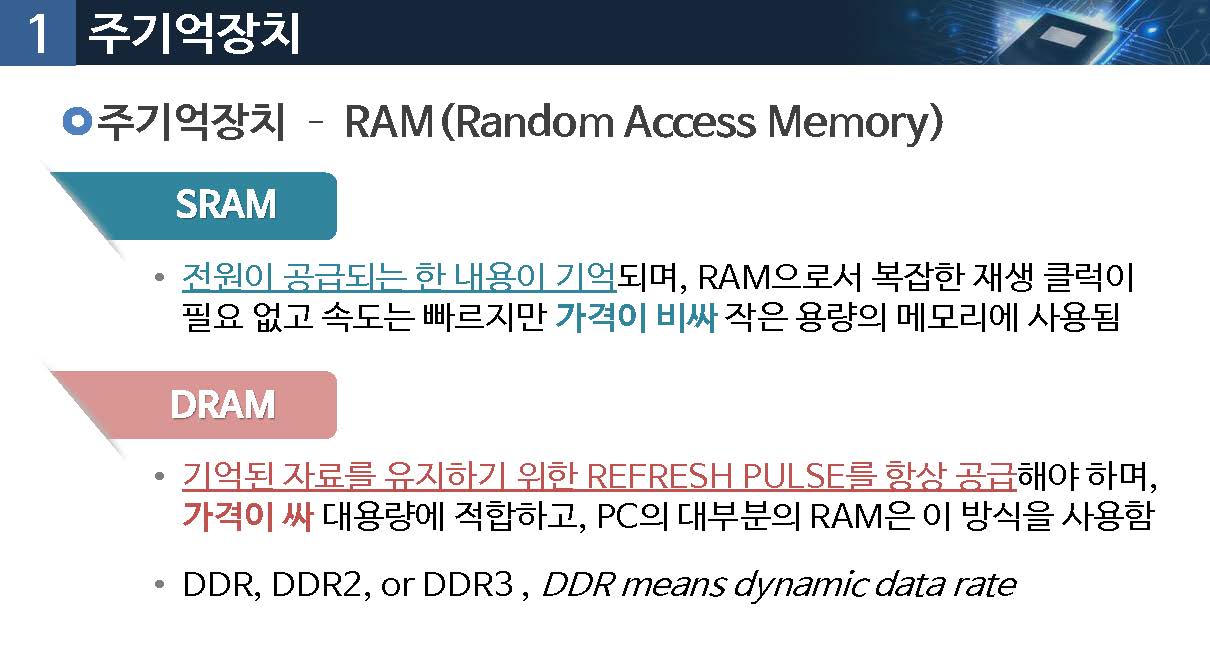 1 주기억장치
주기억장치 - RAM(Random Access Memory)
SRAM
• 전원이 공급되는 한 내용이 기억되며, RAM으로서 복잡한 재생 클럭이
필요 없고 속도는 빠르지만 가격이 비싸 작은 용량의 메모리에 사용됨
DRAM
• 기억된 자료를 유지하기 위한 REFRESH PULSE를 항상 공급해야 하며,
가격이 싸 대용량에 적합하고, PC의 대부분의 RAM은 이 방식을 사용함
• DDR, DDR2, or DDR3 , DDR means dynamic data rate